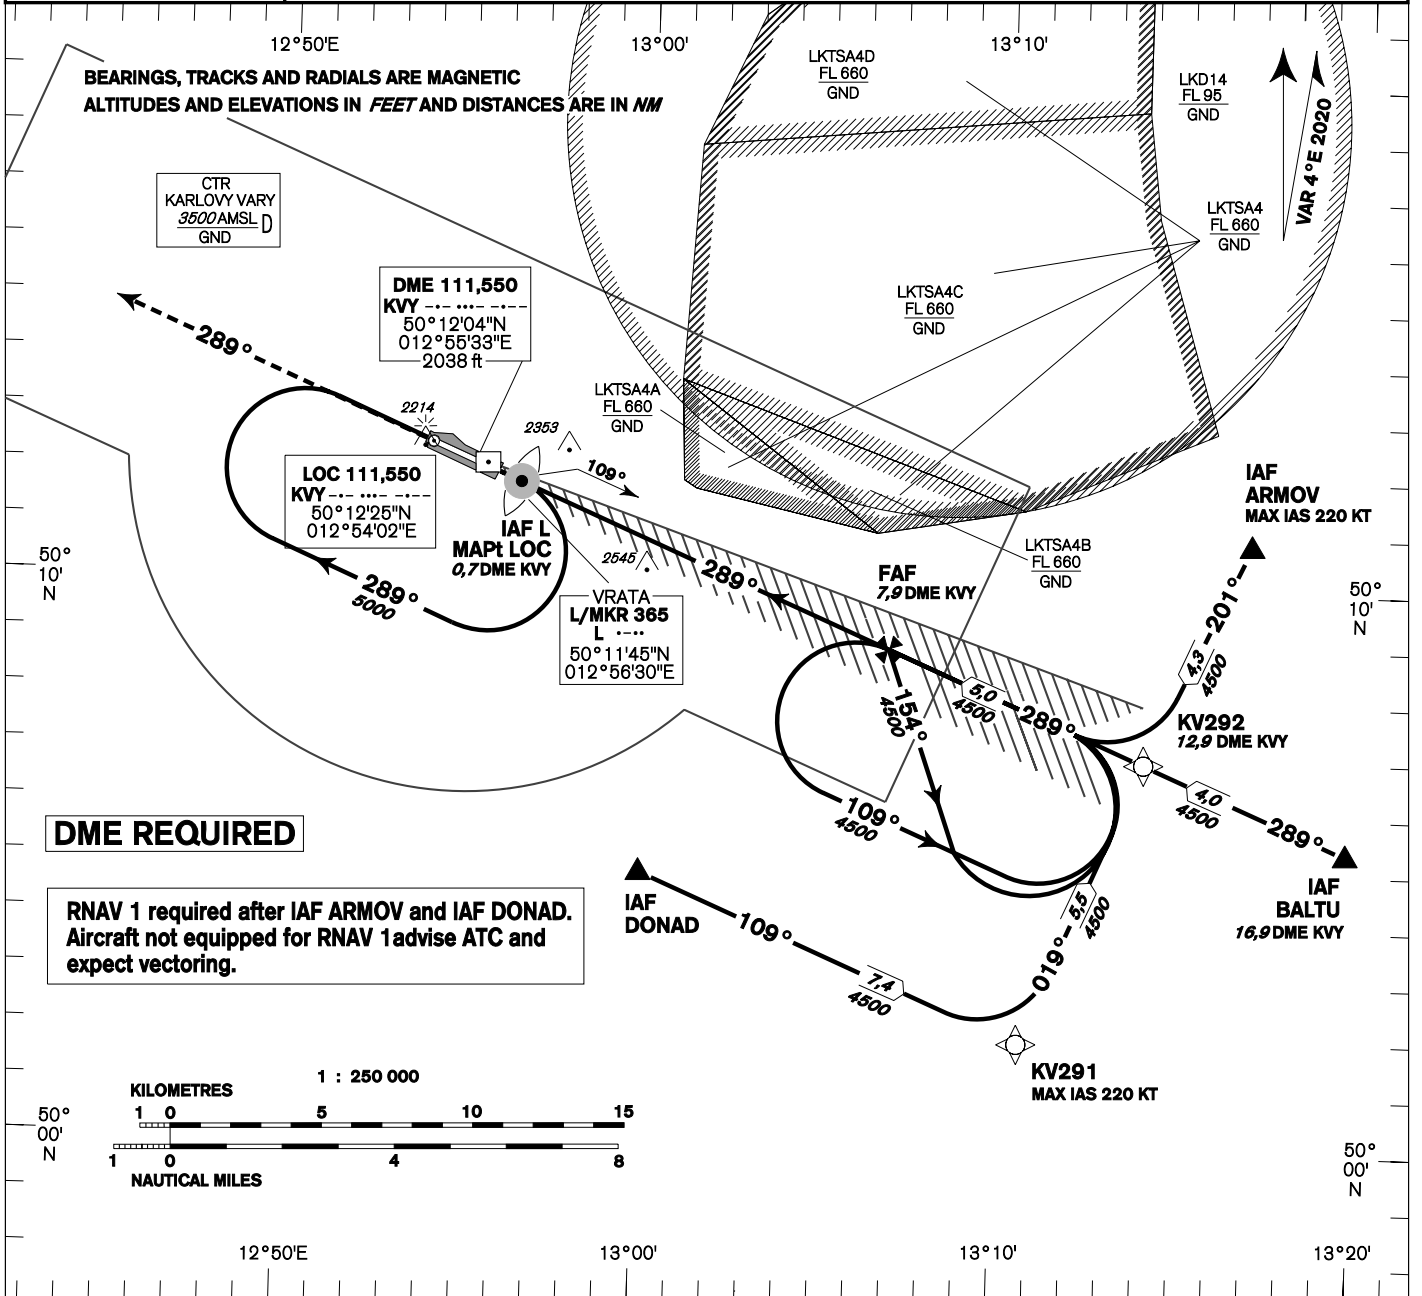 12°50'E
13°00'
13°10'
BEARINGS, TRACKS AND RADIALS ARE MAGNETIC
ALTITUDES AND ELEVATIONS IN FEET AND DISTANCES ARE IN NM
LKTSA4D
FL 660
GND
LKD14
FL 95
GND
VAR 4°E 2020
CTR
KARLOVY VARY
3500 AMSL D
GND
LKTSA4
FL 660
GND
DME 111,550
KVY -·- ···- -·--
50°12'04"N
012°55'33"E
2038 ft
LKTSA4C
FL 660
GND
289°
LKTSA4A
FL 660
GND
2214
2353
109°
LOC 111,550
KVY -·- ···- -·--
50°12'25"N
012°54'02"E
IAF L
MAPt LOC
0,7 DME KVY
IAF
ARMOV
MAX IAS 220 KT
LKTSA4B
FL 660
GND
50°
10'
N
2545
289°
5000
289°
FAF
7,9 DME KVY
VRATA
L/MKR 365
L ·-··
50°11'45"N
012°56'30"E
201°
4,3
4500
50°
10'
N
5,0
4500
289°
154°
4500
KV292
12,9 DME KVY
4,0
4500
289°
109°
4500
DME REQUIRED
IAF
DONAD
IAF
BALTU
16,9 DME KVY
RNAV 1 required after IAF ARMOV and IAF DONAD.
Aircraft not equipped for RNAV 1advise ATC and
expect vectoring.
109°
7,4
4500
5,5
4500
019°
KV291
MAX IAS 220 KT
1 : 250 000
KILOMETRES
1 0 5 10 15
1 0 4 8
NAUTICAL MILES
50°
00'
N
50°
00'
N
12°50'E
13°00'
13°10'
13°20'